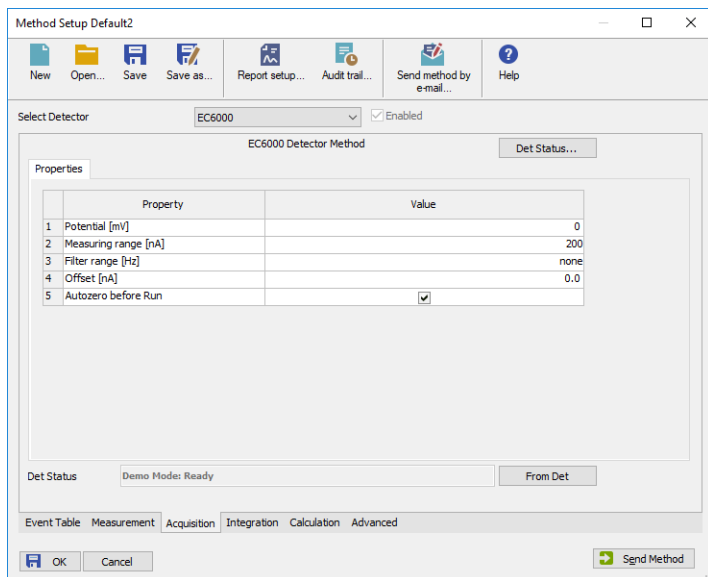 Method Setup Default2
New Open... Save Save as... Report setup... Audit trail... Send method by e-mail... Help
Select Detector EC6000 Enabled
EC6000 Detector Method Det Status...
Properties
Property Value
1 Potential [mV] 0
2 Measuring range [nA] 200
3 Filter range [Hz] none
4 Offset [nA] 0.0
5 Autozero before Run
Det Status Demo Mode: Ready From Det
Event Table Measurement Acquisition Integration Calculation Advanced
OK Cancel Send Method